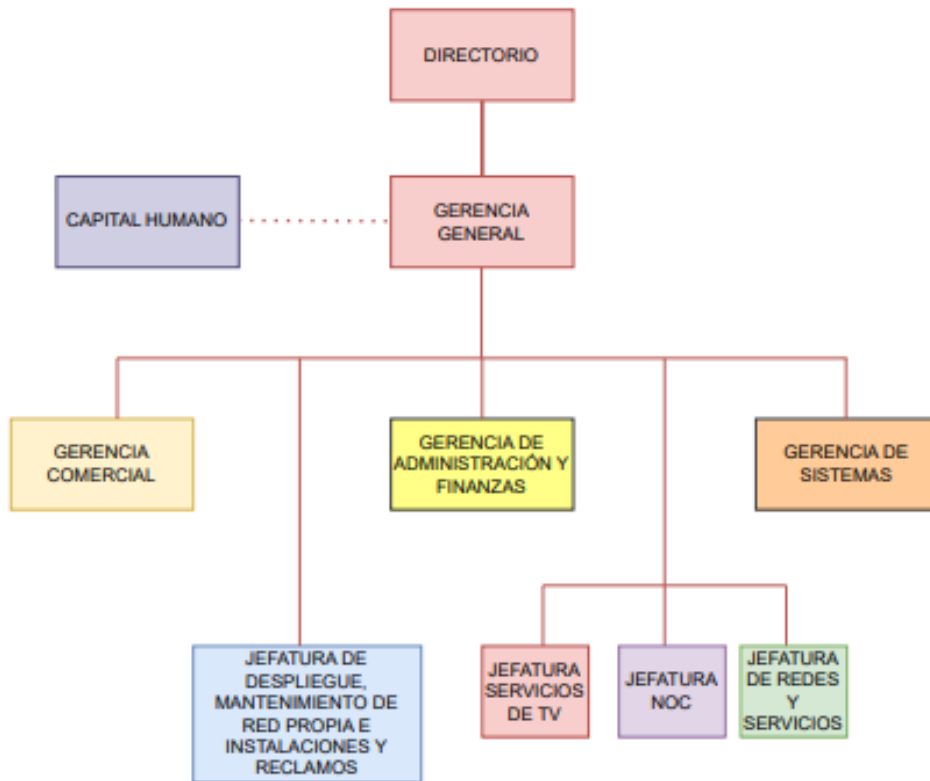 DIRECTORIO
CAPITAL HUMANO
GERENCIA
GENERAL
GERENCIA
COMERCIAL
GERENCIA DE
ADMINISTRACIÓN Y
FINANZAS
GERENCIA DE
SISTEMAS
JEFATURA DE
DESPLIEGUE,
MANTENIMIENTO DE
RED PROPIA E
INSTALACIONES Y
RECLAMOS
JEFATURA
SERVICIOS
DE TV
JEFATURA
NOC
JEFATURA
DE REDES
Y
SERVICIOS